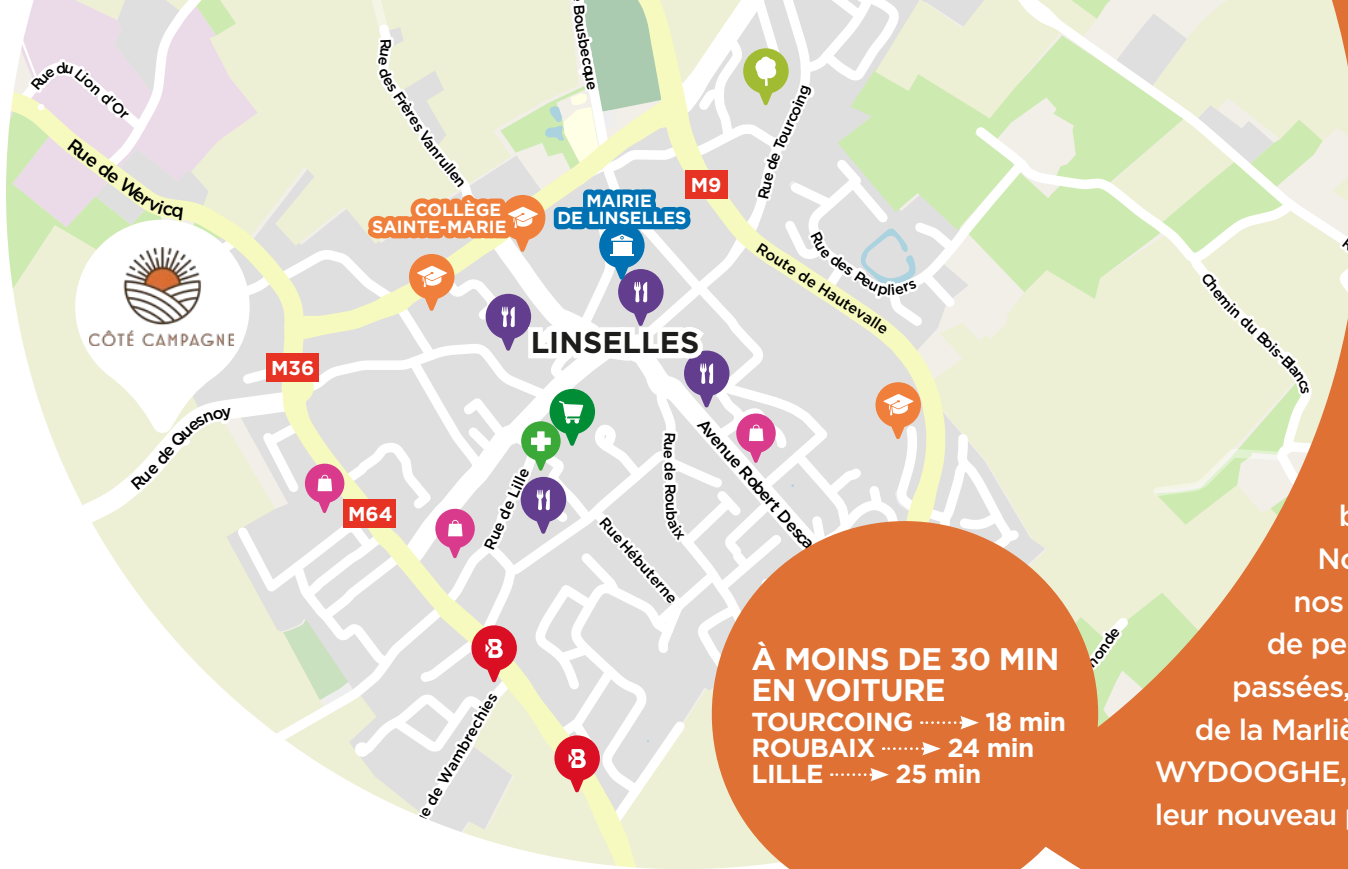 Bousbecque
Rue du Lion d'Or
Rue des Frères Vanrullen
Rue de Tourcoing
Rue de Wervicq
M9
COLLÈGE
SAINTE-MARIE
MAIRIE
DE LINSELLES
Rue des Peupliers
Route de Hautevalle
Chemin du Bois-Blancs
CÔTÉ CAMPAGNE
LINSELLES
M36
Rue de Quesnoy
Avenue Robert Desca
Rue de Roubaix
Rue de Lille
M64
Rue Hébuterne
B
B
e de Wambrechies
monde
À MOINS DE 30 MIN
EN VOITURE
TOURCOING 18 min
ROUBAIX 24 min
LILLE 25 min
b
No
nos
de pe
passées,
de la Marliè
WYDOOGHE,
leur nouveau p